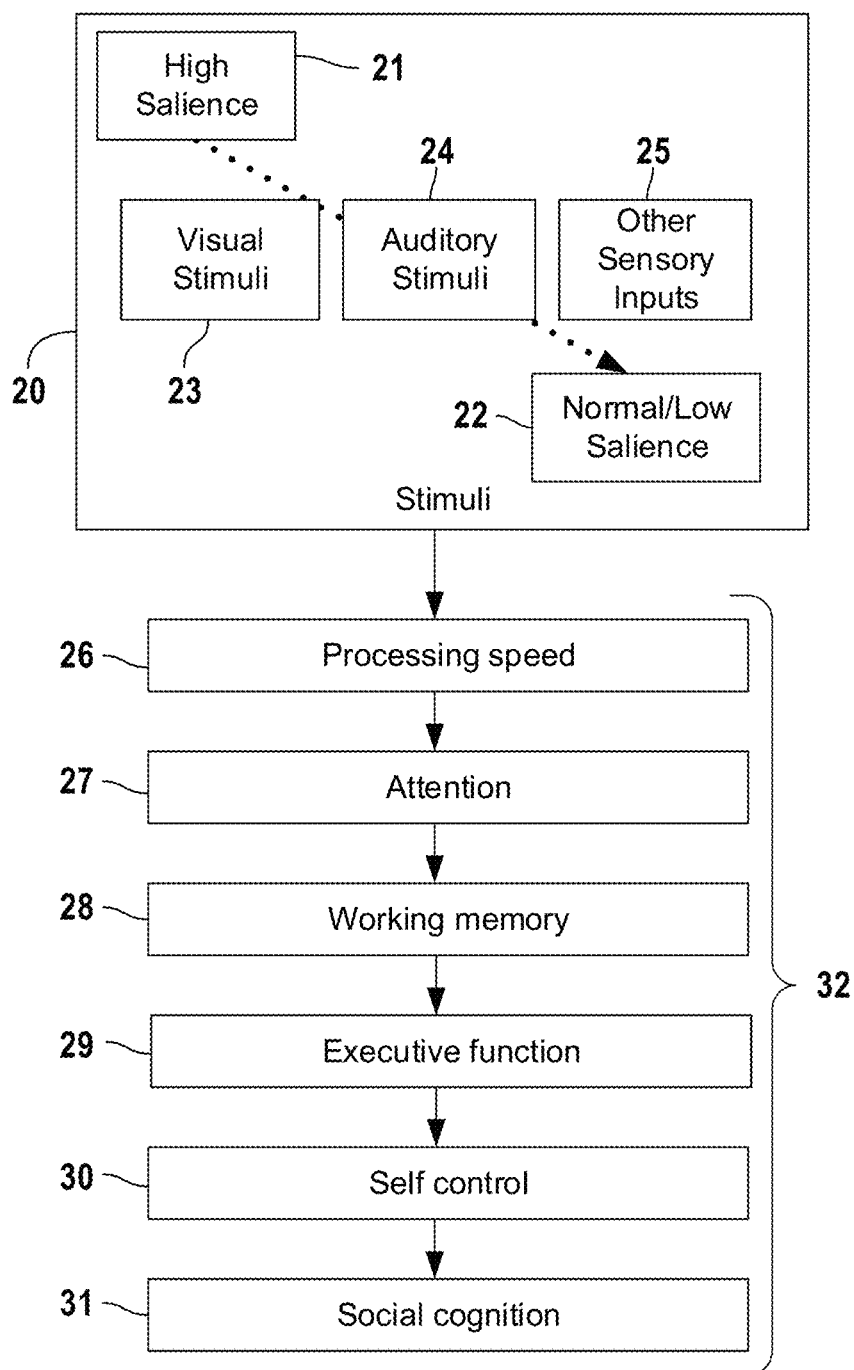 High
Salience
21
24
25
Visual
Stimuli
Auditory
Stimuli
Other
Sensory
Inputs
20
23
22
Normal/Low
Salience
Stimuli
26
Processing speed
27
Attention
28
Working memory
32
29
Executive function
30
Self control
31
Social cognition